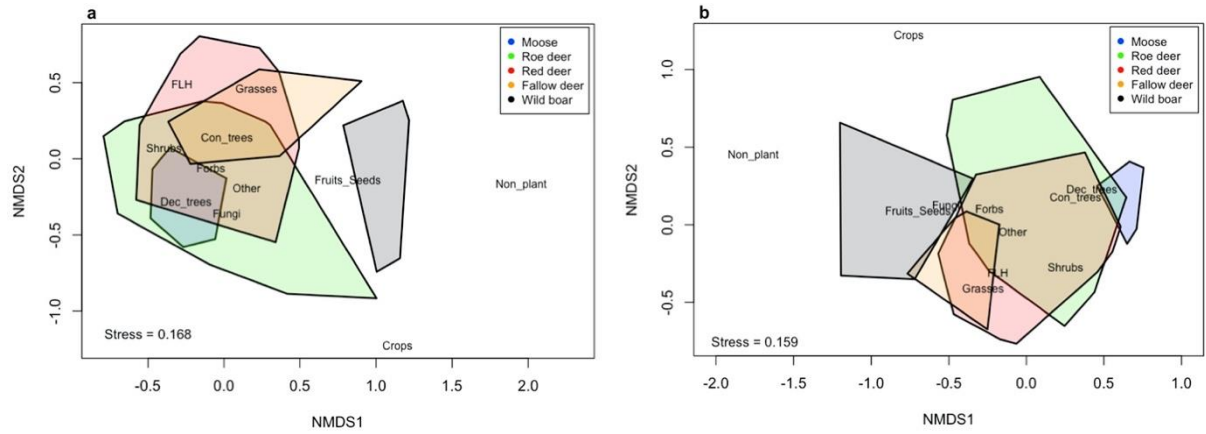 a
Moose
Roe deer
Red deer
Fallow deer
Wild boar
FLH
Grasses
Con_trees
Shrubs
Forbs
Other
Dec_trees
Fungi
Fruits_Seeds
Non_plant
Crops
Stress = 0.168
0.5
0.0
-0.5
-1.0
NMDS2
-0.5
0.0
0.5
1.0
1.5
2.0
NMDS1
b
Moose
Roe deer
Red deer
Fallow deer
Wild boar
Crops
Non_plant
Dec_trees
Con_trees
Fungi
Fruits_Seeds
Forbs
Other
FLH
Shrubs
Grasses
Stress = 0.159
1.0
0.5
0.0
-0.5
NMDS2
-2.0
-1.5
-1.0
-0.5
0.0
0.5
1.0
NMDS1